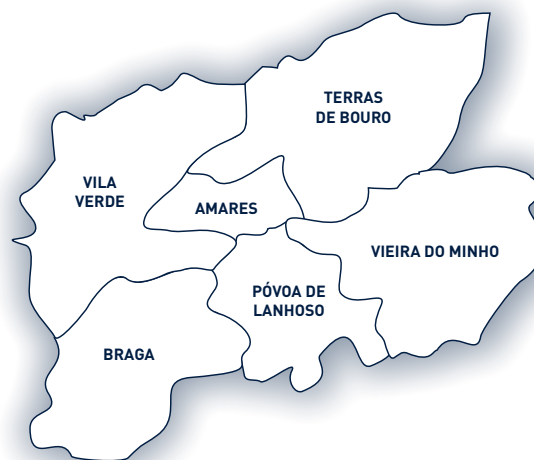 TERRAS
DE BOURO
VILA
VERDE
AMARES
VIEIRA DO MINHO
PÓVOA DE
LANHOSO
BRAGA